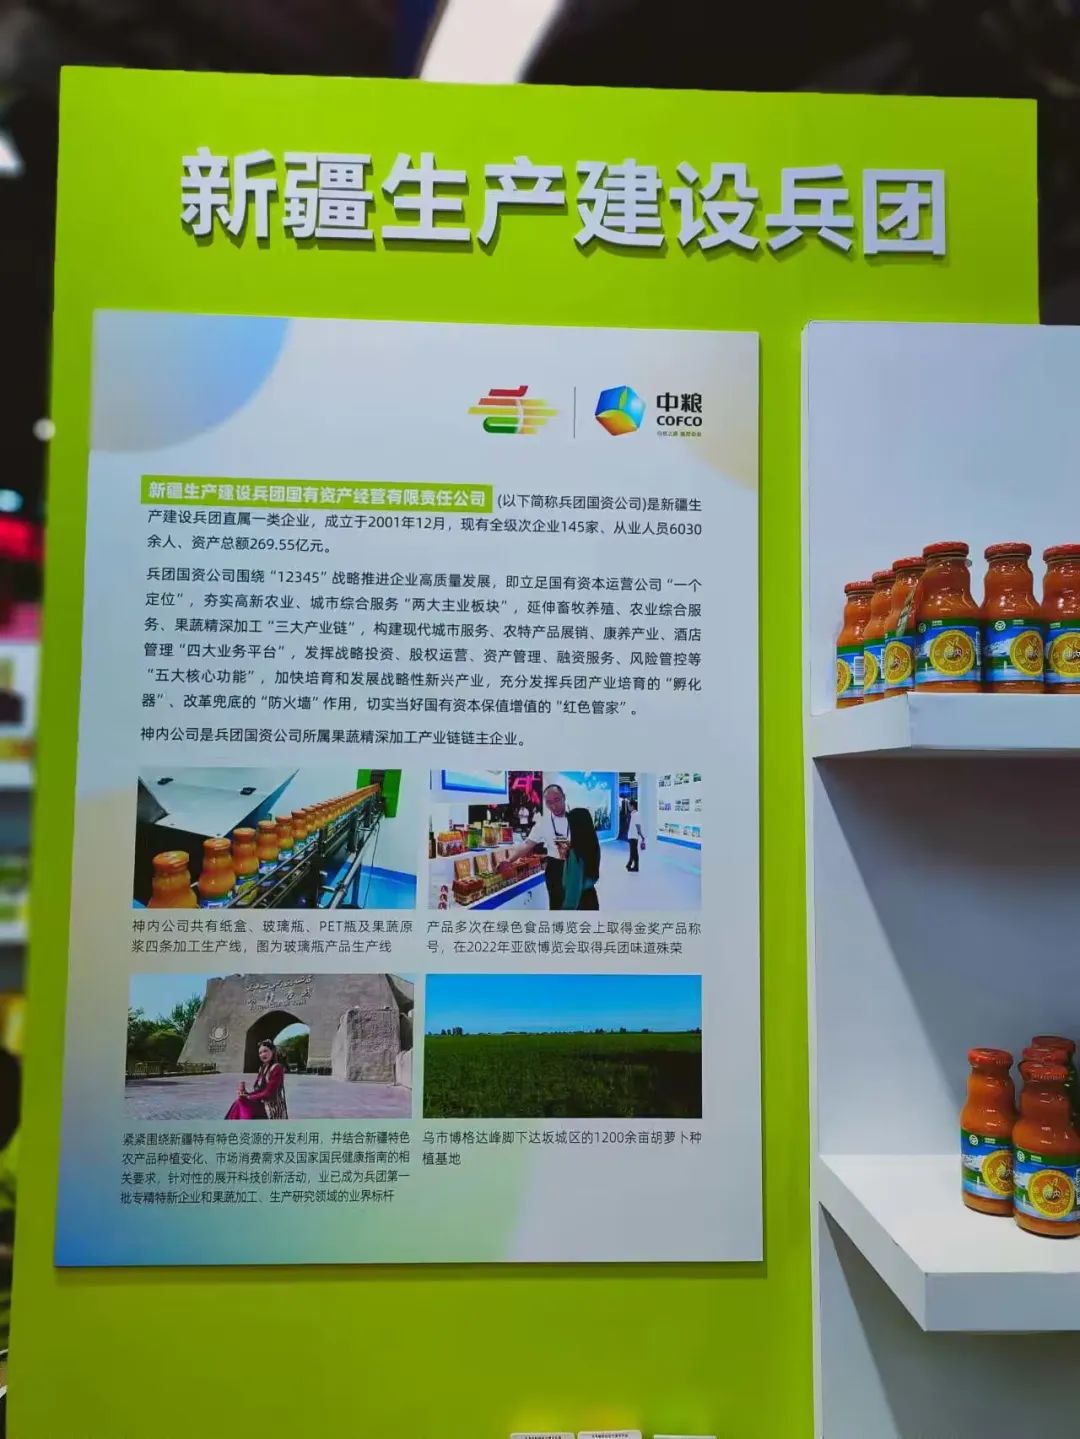 新疆生产建设兵团
中粮
COFCO
新疆生产建设兵团国有资产经营有限责任公司 (以下简称兵团国资公司)是新疆生
产建设兵团直属一类企业，成立于2001年12月，现有全级次企业145家、从业人员6030
余人、资产总额269.55亿元。
兵团国资公司围绕“12345”战略推进企业高质量发展，即立足国有资本运营公司“一个
定位”，夯实高新农业、城市综合服务“两大主业板块”，延伸畜牧养殖、农业综合服
务、果蔬精深加工“三大产业链”，构建现代城市服务、农特产品展销、康养产业、酒店
管理“四大业务平台”，发挥战略投资、股权运营、资产管理、融资服务、风险管控等
“五大核心功能”，加快培育和发展战略性新兴产业，充分发挥兵团产业培育的“孵化
器”、改革兜底的“防火墙”作用，切实当好国有资本保值增值的“红色管家”。
神内公司是兵团国资公司所属果蔬精深加工产业链链主企业。
神内公司共有纸盒、玻璃瓶、PET瓶及果蔬原
浆四条加工生产线，图为玻璃瓶产品生产线
产品多次在绿色食品博览会上取得金奖产品称
号，在2022年亚欧博览会取得兵团味道殊荣
紧紧围绕新疆特有特色资源的开发利用，并结合新疆特色
农产品种植变化、市场消费需求及国家国民健康指南的相
关要求，针对性的展开科技创新活动，业已成为兵团第一
批专精特新企业和果蔬加工、生产研究领域的业界标杆
乌市博格达峰脚下达坂城区的1200余亩胡萝卜种
植基地
神内
神内